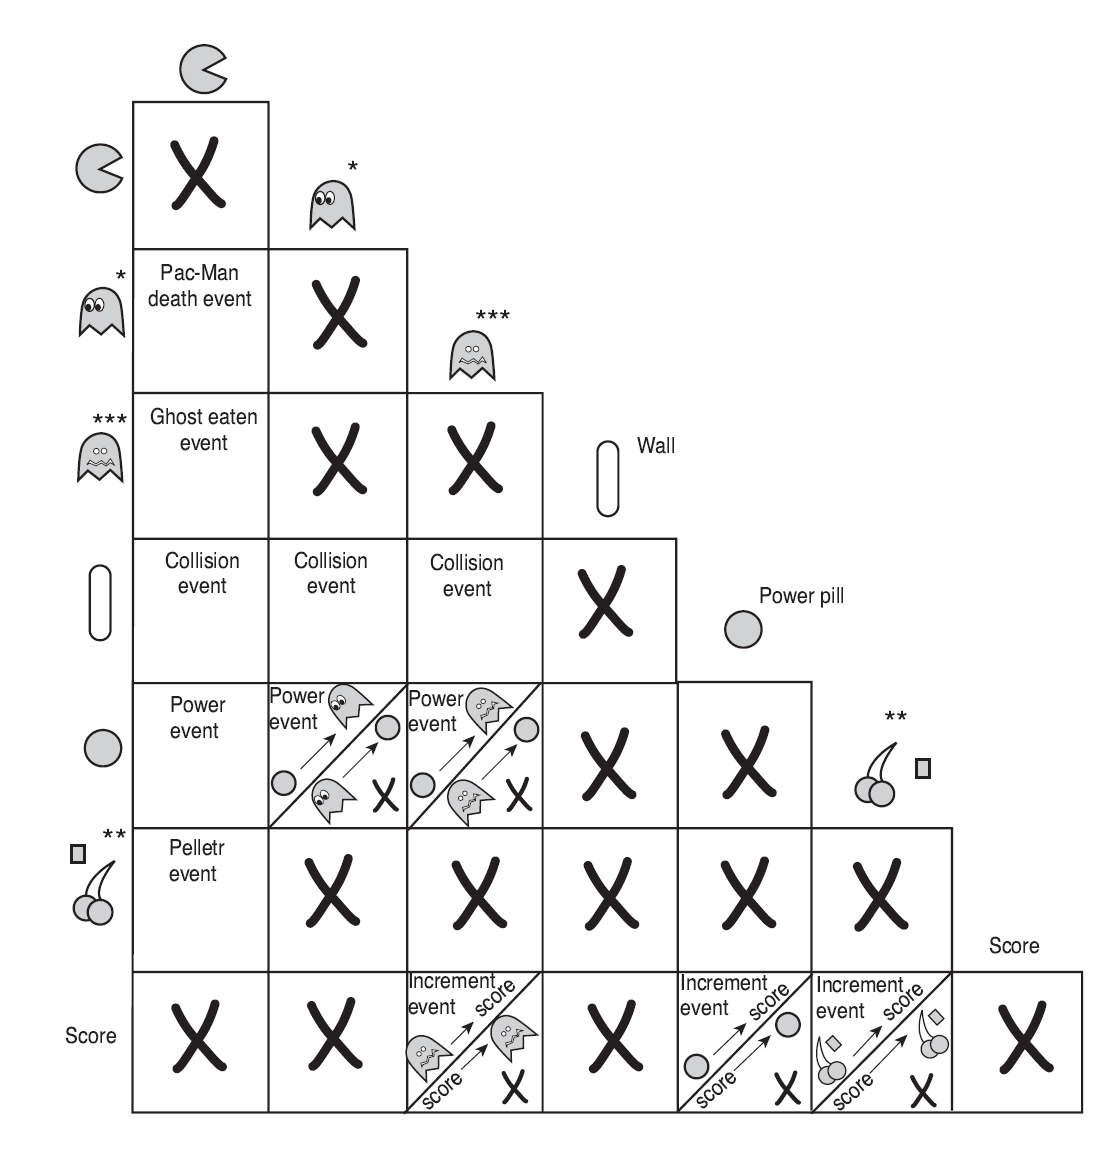 *
*
Pac-Man
death event
***
***
Ghost eaten
event
Wall
Collision
event
Collision
event
Collision
event
Power pill
Power
event
Power
event
X
Power
event
X
**
**
Pelletr
event
Score
Score
Increment
event
score
score
X
Increment
event
score
score
X
Increment
event
score
score
X